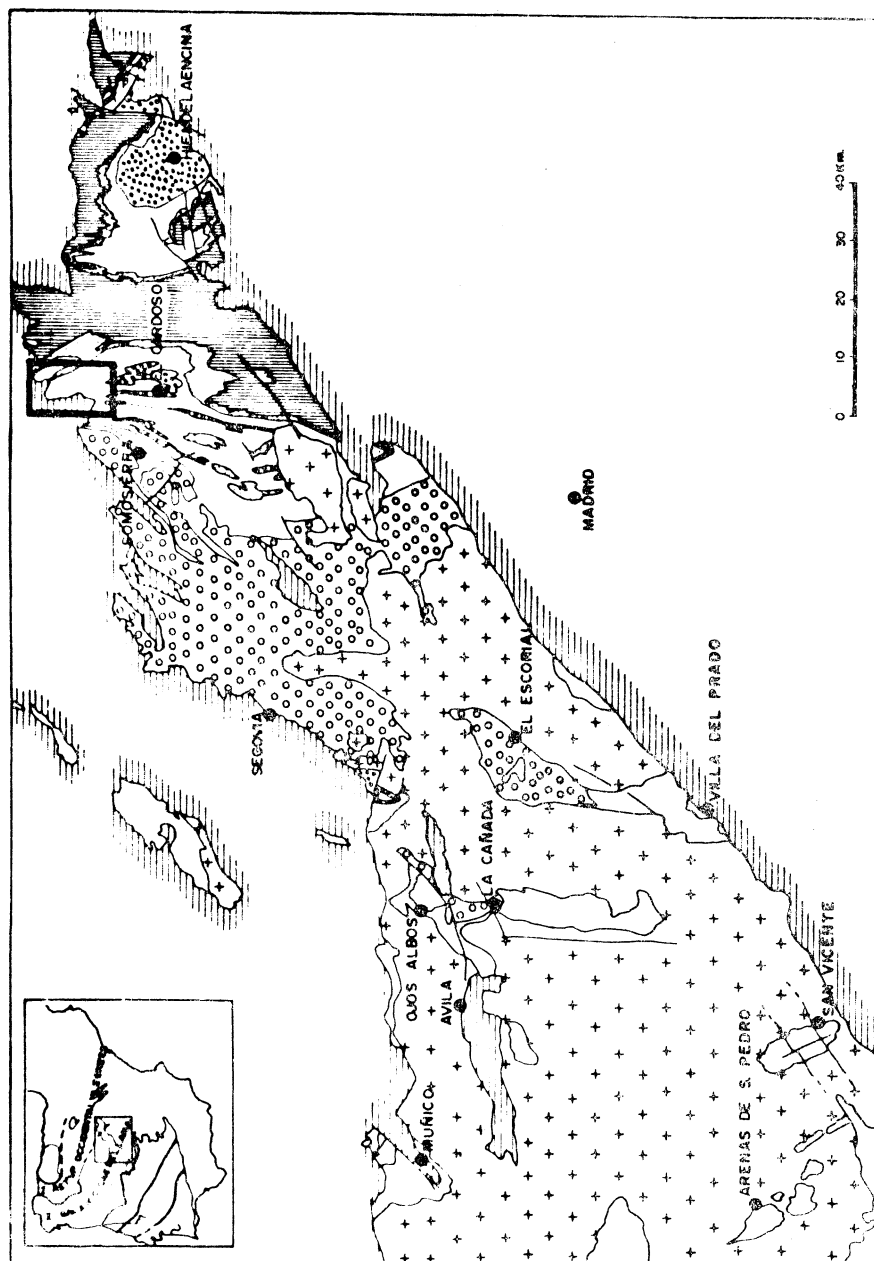 HIENDELAENCINA
CARDOSO
SOMOSIERRA
SEGOVIA
MADRID
EL ESCORIAL
VILLA DEL PRADO
LA CAÑADA
OJOS ALBOS
AVILA
MUÑICO
SAN VICENTE
ARENAS DE S. PEDRO
0 10 20 30 40 Km.
OCCIDENTAL